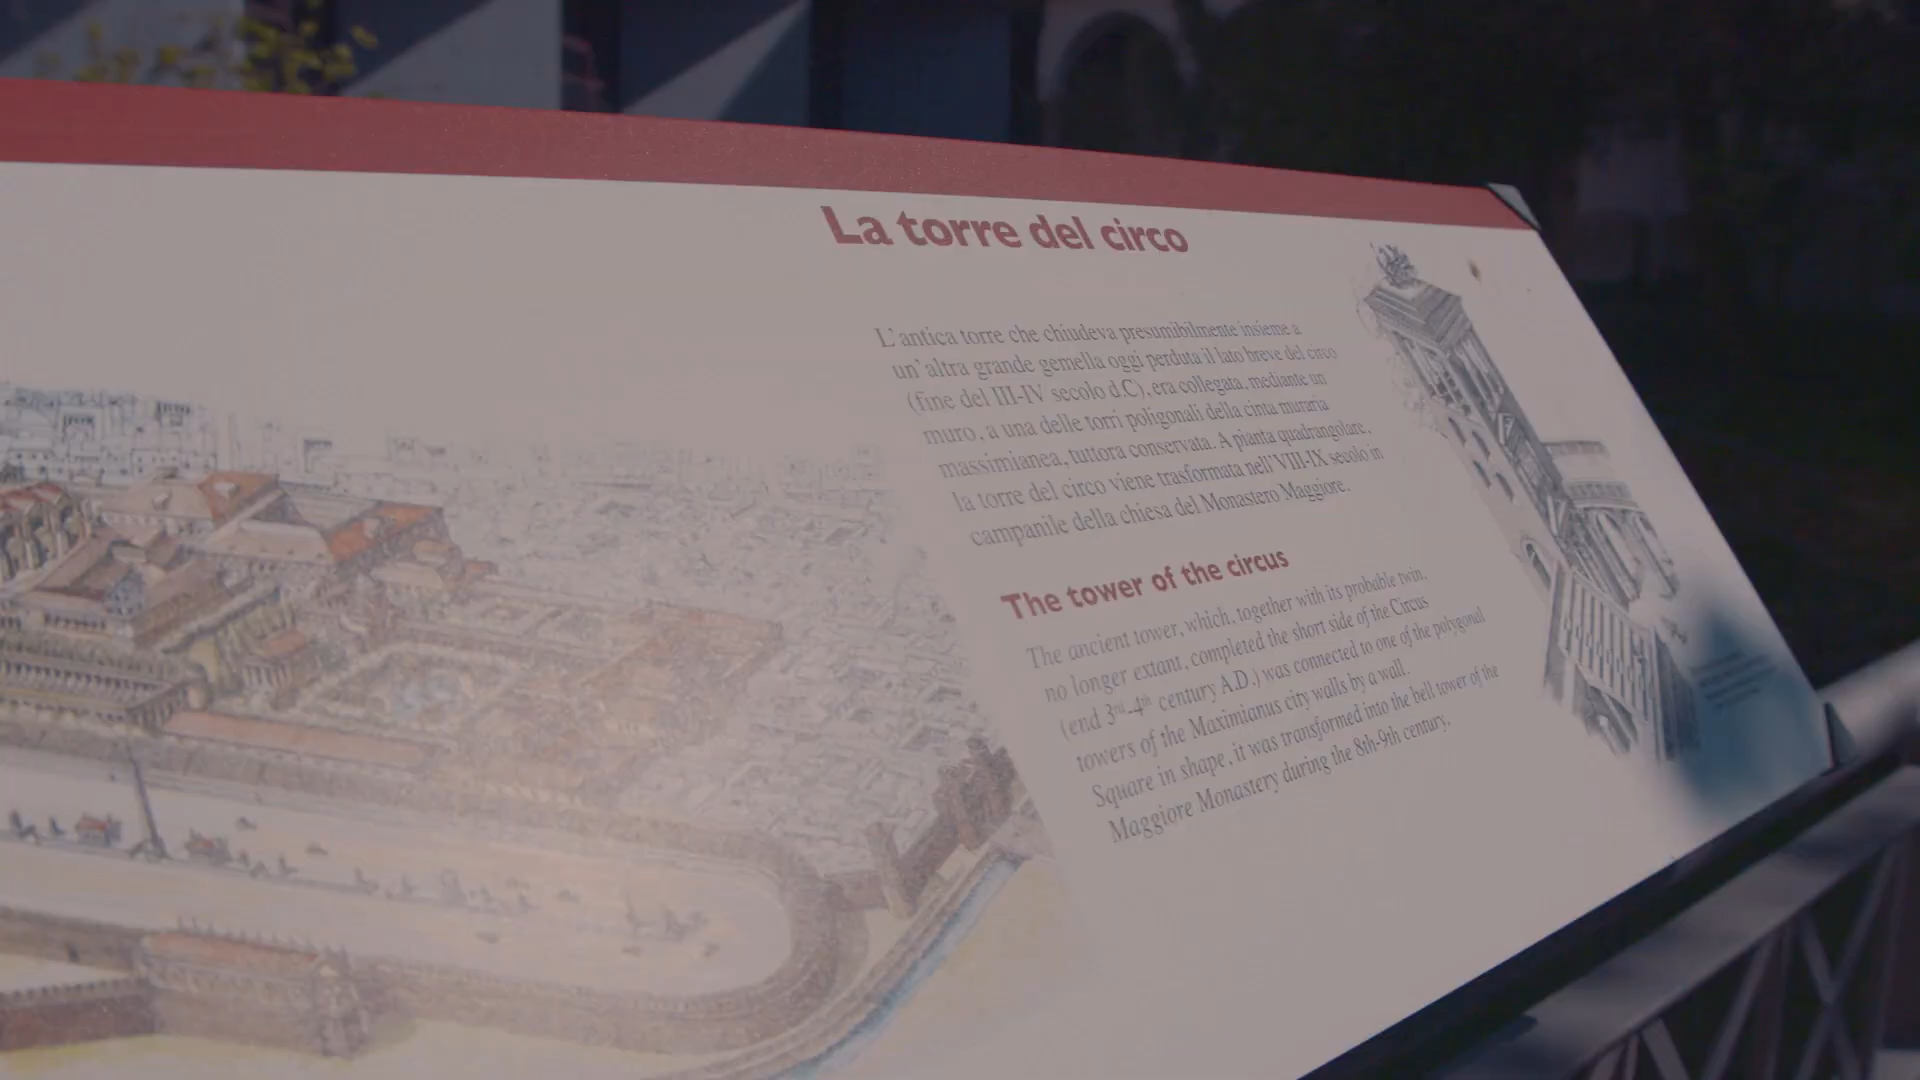 La torre del circo
L'antica torre che chiudeva presumibilmente insieme a
un'altra grande gemella oggi perduta il lato breve del circo
(fine del III-IV secolo d.C), era collegata, mediante un
muro, a una delle torri poligonali della cinta muraria
massimianea, tuttora conservata. A pianta quadrangolare,
la torre del circo viene trasformata nell'VIII-IX secolo in
campanile della chiesa del Monastero Maggiore.
The tower of the circus
The ancient tower, which, together with its probable twin,
no longer extant, completed the short side of the Circus
(end 3rd-4th century A.D.) was connected to one of the polygonal
towers of the Maximianus city walls by a wall.
Square in shape, it was transformed into the bell tower of the
Maggiore Monastery during the 8th-9th century.